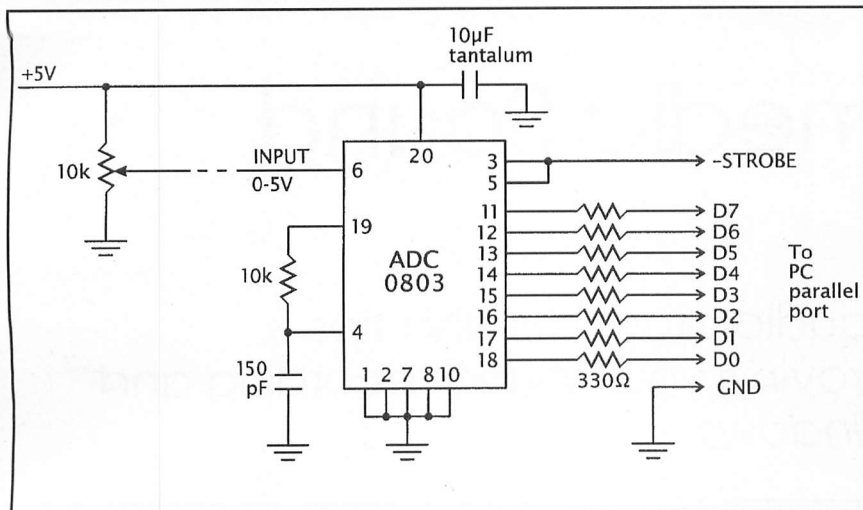 10µF
tantalum
+5V
10k
INPUT
0-5V
6
20
3
5
–STROBE
19
10k
4
150
pF
ADC
0803
11
D7
12
D6
13
D5
14
D4
15
D3
16
D2
17
D1
18
D0
330Ω
To
PC
parallel
port
GND
1 2 7 8 10